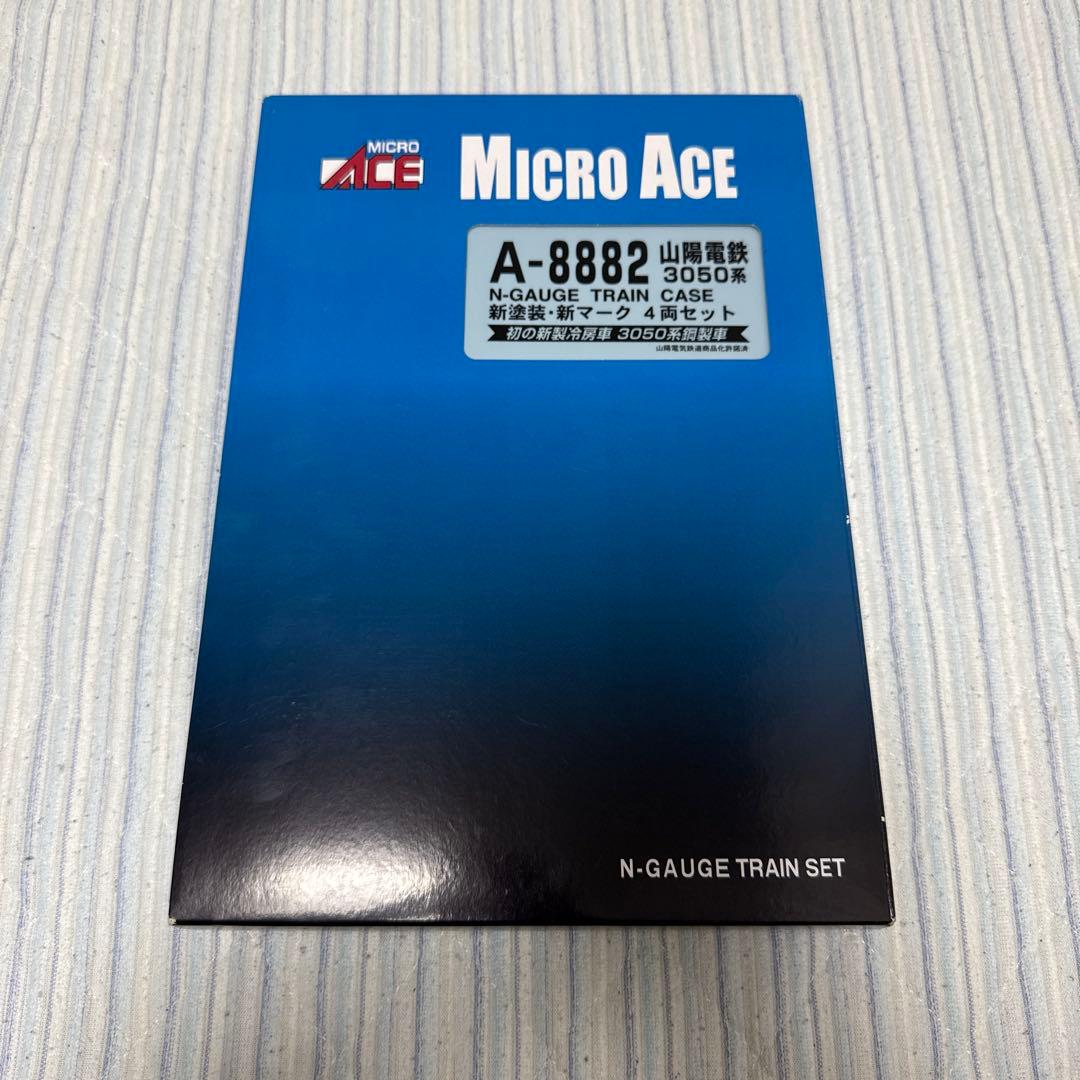 MICRO
ACE
MICRO ACE
A-8882 山陽電鉄
3050系
N-GAUGE TRAIN CASE
新塗装・新マーク 4両セット
初の新製冷房車 3050系鋼製車
山陽電気鉄道商品化許諾済
N-GAUGE TRAIN SET